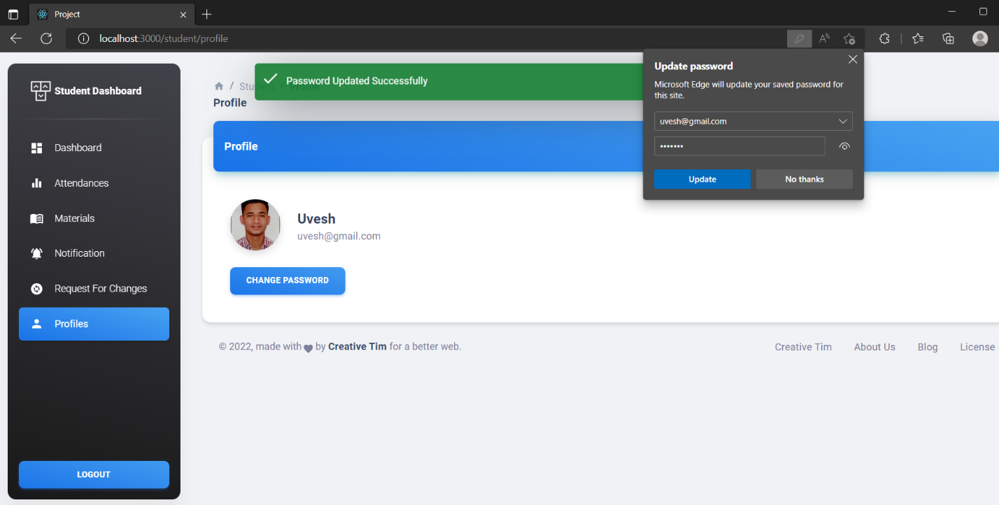 Project
localhost:3000/student/profile
Student Dashboard
Dashboard
Attendances
Materials
Notification
Request For Changes
Profiles
LOGOUT
/ Student / Profile
Password Updated Successfully
Profile
Profile
Uvesh
uvesh@gmail.com
CHANGE PASSWORD
© 2022, made with by Creative Tim for a better web.
Creative Tim
About Us
Blog
License
Update password
Microsoft Edge will update your saved password for
this site.
uvesh@gmail.com
•••••••
Update
No thanks